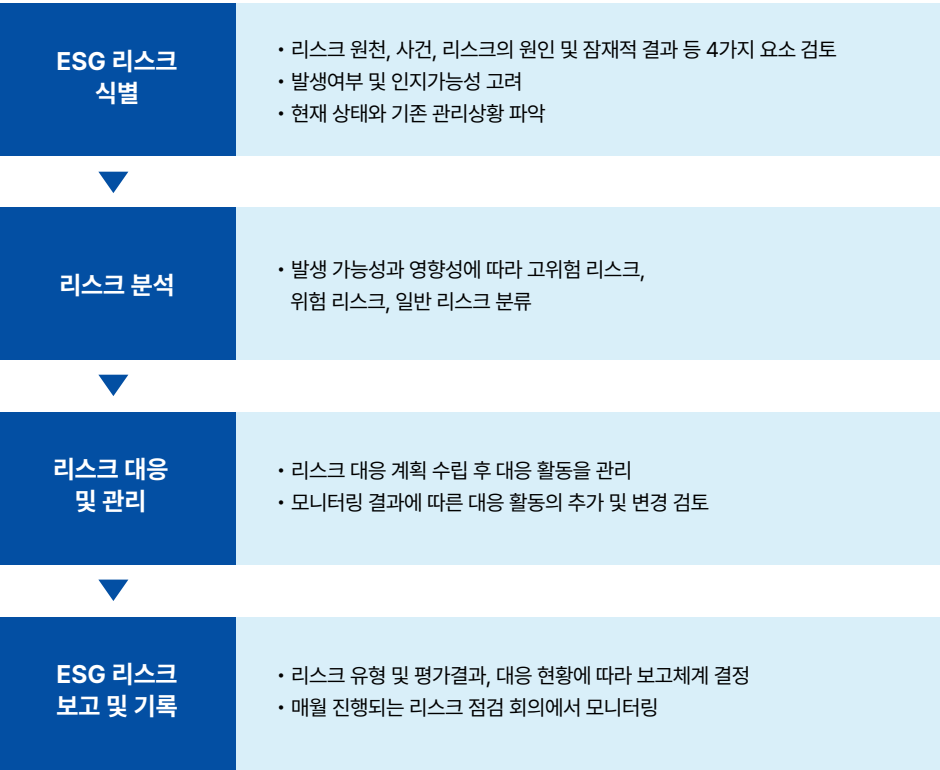 ESG 리스크
식별
• 리스크 원천, 사건, 리스크의 원인 및 잠재적 결과 등 4가지 요소 검토
• 발생여부 및 인지가능성 고려
• 현재 상태와 기존 관리상황 파악
리스크 분석
• 발생 가능성과 영향성에 따라 고위험 리스크,
위험 리스크, 일반 리스크 분류
리스크 대응
및 관리
• 리스크 대응 계획 수립 후 대응 활동을 관리
• 모니터링 결과에 따른 대응 활동의 추가 및 변경 검토
ESG 리스크
보고 및 기록
• 리스크 유형 및 평가결과, 대응 현황에 따라 보고체계 결정
• 매월 진행되는 리스크 점검 회의에서 모니터링